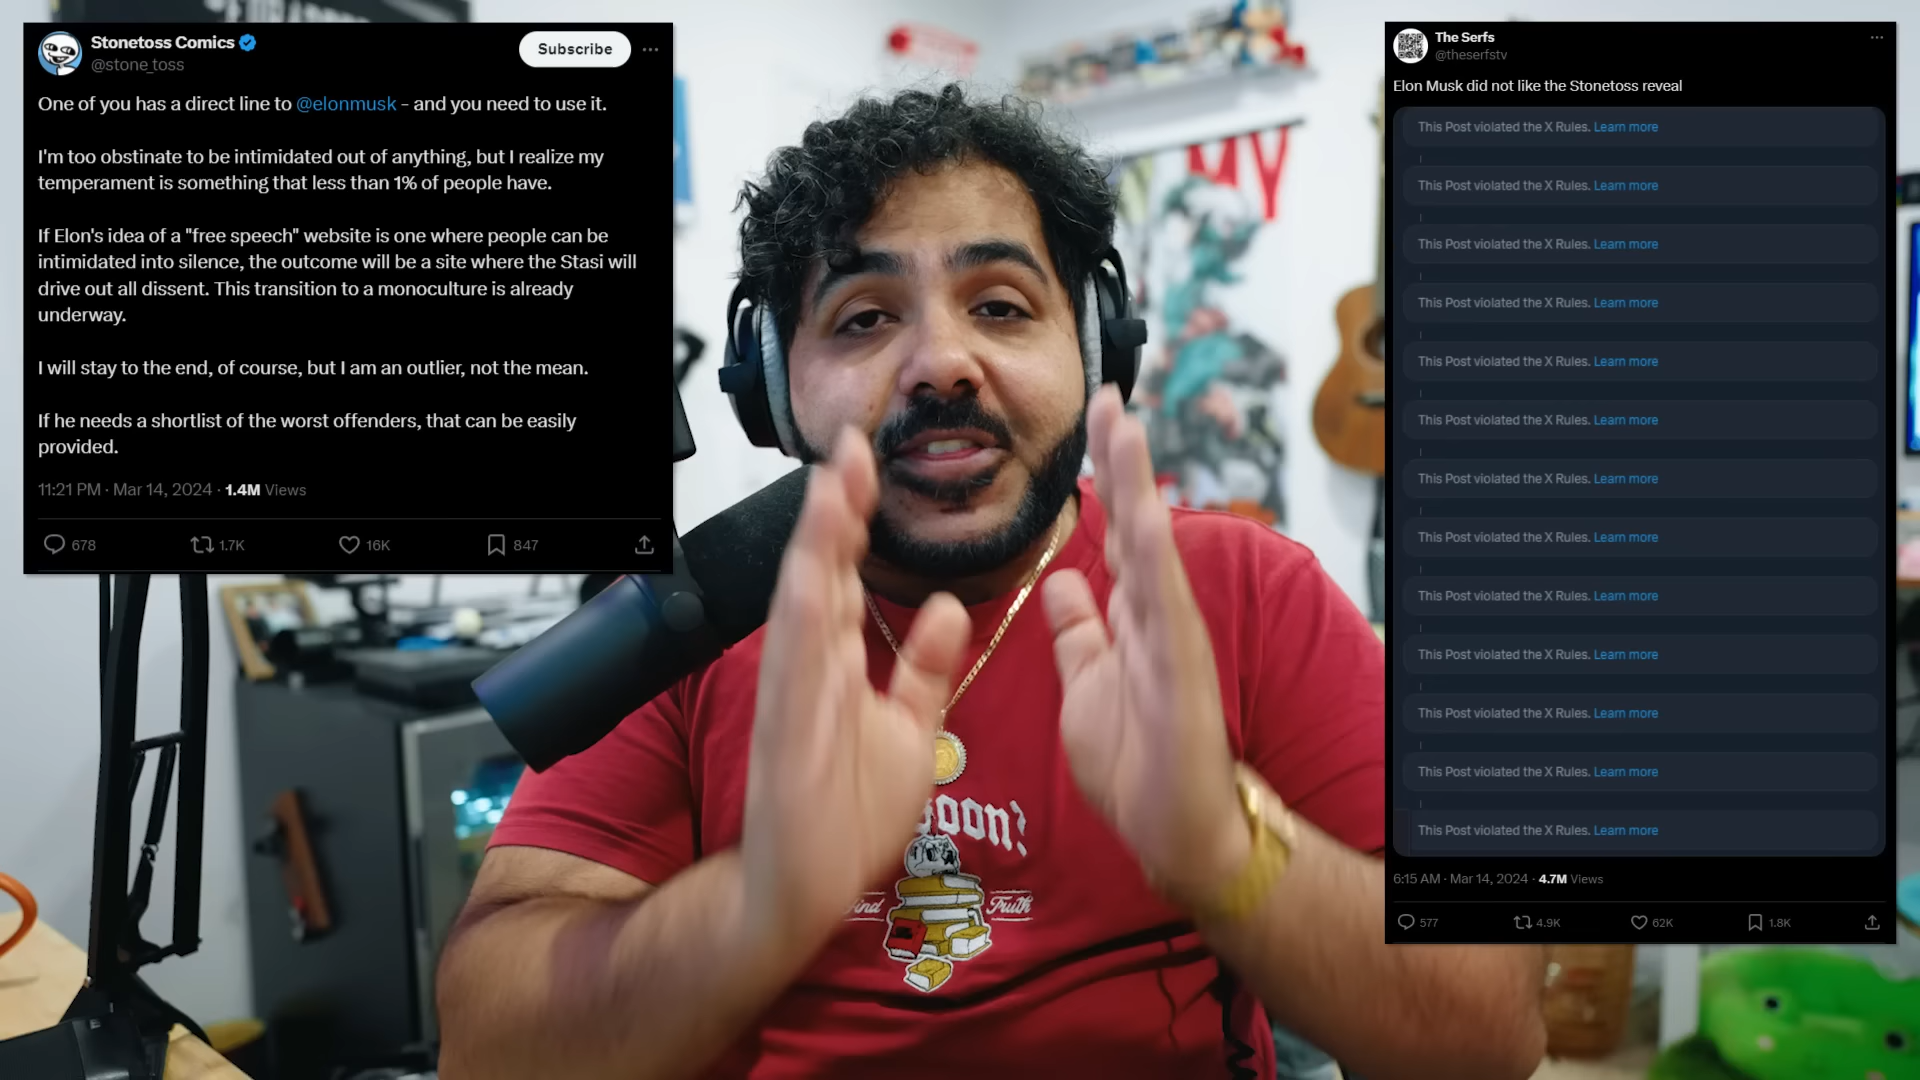 Stonetoss Comics
@stone_toss
Subscribe
One of you has a direct line to @elonmusk - and you need to use it.
I'm too obstinate to be intimidated out of anything, but I realize my
temperament is something that less than 1% of people have.
If Elon's idea of a "free speech" website is one where people can be
intimidated into silence, the outcome will be a site where the Stasi will
drive out all dissent. This transition to a monoculture is already
underway.
I will stay to the end, of course, but I am an outlier, not the mean.
If he needs a shortlist of the worst offenders, that can be easily
provided.
11:21 PM · Mar 14, 2024 · 1.4M Views
678 1.7K 16K 847
The Serfs
@theserfstv
Elon Musk did not like the Stonetoss reveal
This Post violated the X Rules. Learn more
This Post violated the X Rules. Learn more
This Post violated the X Rules. Learn more
This Post violated the X Rules. Learn more
This Post violated the X Rules. Learn more
This Post violated the X Rules. Learn more
This Post violated the X Rules. Learn more
This Post violated the X Rules. Learn more
This Post violated the X Rules. Learn more
This Post violated the X Rules. Learn more
This Post violated the X Rules. Learn more
This Post violated the X Rules. Learn more
This Post violated the X Rules. Learn more
6:15 AM · Mar 14, 2024 · 4.7M Views
577 4.9K 62K 1.8K
Truth